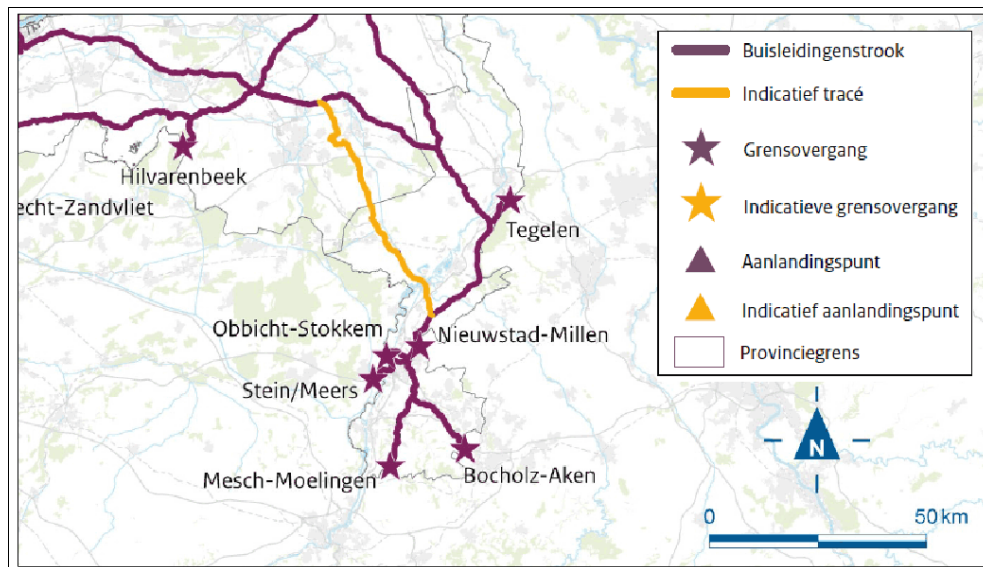 Buisleidingenstrook
Indicatief tracé
Grensovergang
Indicatieve grensovergang
Aanlandingspunt
Indicatief aanlandingspunt
Provinciegrens
Hilvarenbeek
echt-Zandvliet
Tegelen
Obbicht-Stokkem
Nieuwstad-Millen
Stein/Meers
Mesch-Moelingen
Bocholz-Aken
N
0 50 km